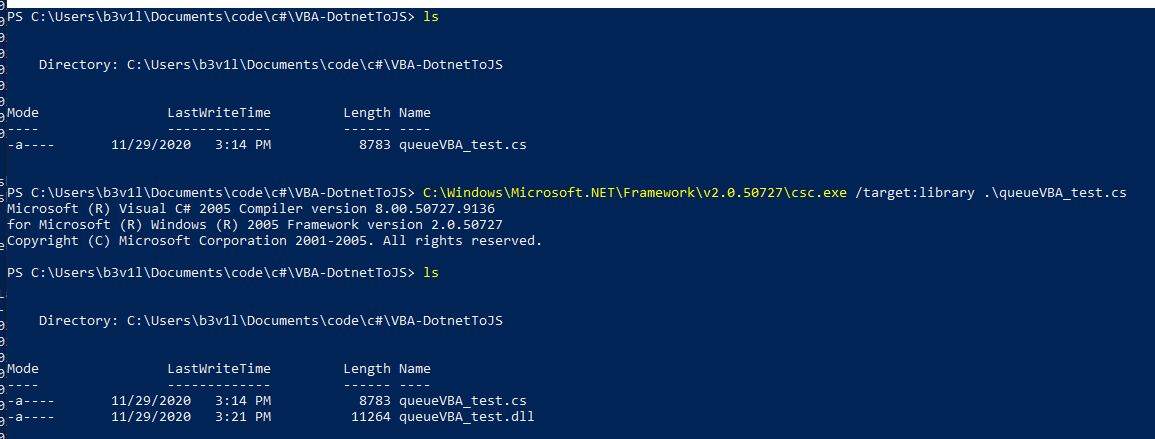 PS C:\Users\b3v1l\Documents\code\c#\VBA-DotnetToJS> ls
Directory: C:\Users\b3v1l\Documents\code\c#\VBA-DotnetToJS
Mode LastWriteTime Length Name
---- ------------- ------ ----
-a---- 11/29/2020 3:14 PM 8783 queueVBA_test.cs
PS C:\Users\b3v1l\Documents\code\c#\VBA-DotnetToJS> C:\Windows\Microsoft.NET\Framework\v2.0.50727\csc.exe /target:library .\queueVBA_test.cs
Microsoft (R) Visual C# 2005 Compiler version 8.00.50727.9136
for Microsoft (R) Windows (R) 2005 Framework version 2.0.50727
Copyright (C) Microsoft Corporation 2001-2005. All rights reserved.
PS C:\Users\b3v1l\Documents\code\c#\VBA-DotnetToJS> ls
Directory: C:\Users\b3v1l\Documents\code\c#\VBA-DotnetToJS
Mode LastWriteTime Length Name
---- ------------- ------ ----
-a---- 11/29/2020 3:14 PM 8783 queueVBA_test.cs
-a---- 11/29/2020 3:21 PM 11264 queueVBA_test.dll